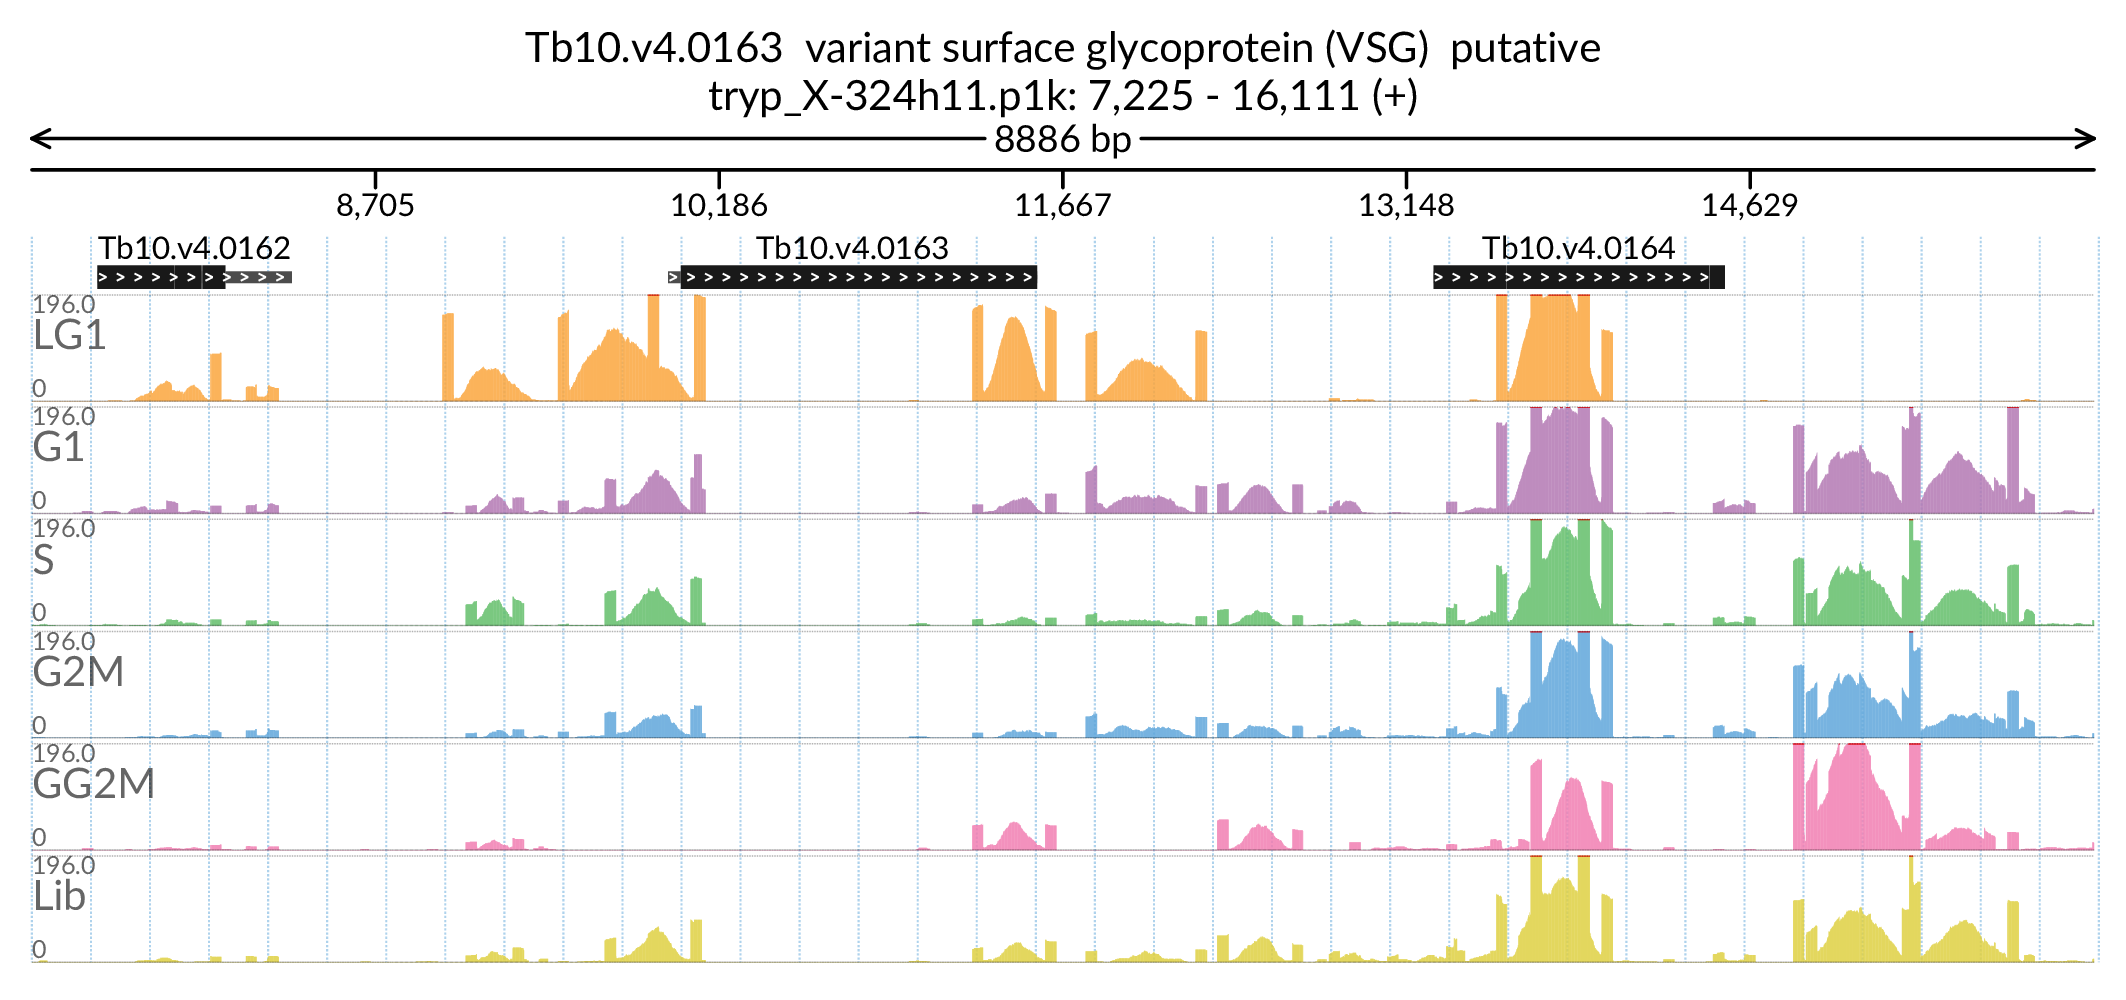 Tb10.v4.0163 variant surface glycoprotein (VSG) putative
tryp_X-324h11.p1k: 7,225 - 16,111 (+)
8886 bp
8,705 10,186 11,667 13,148 14,629
Tb10.v4.0162 Tb10.v4.0163 Tb10.v4.0164
196.0
LG1
0
196.0
G1
0
196.0
S
0
196.0
G2M
0
196.0
GG2M
0
196.0
Lib
0